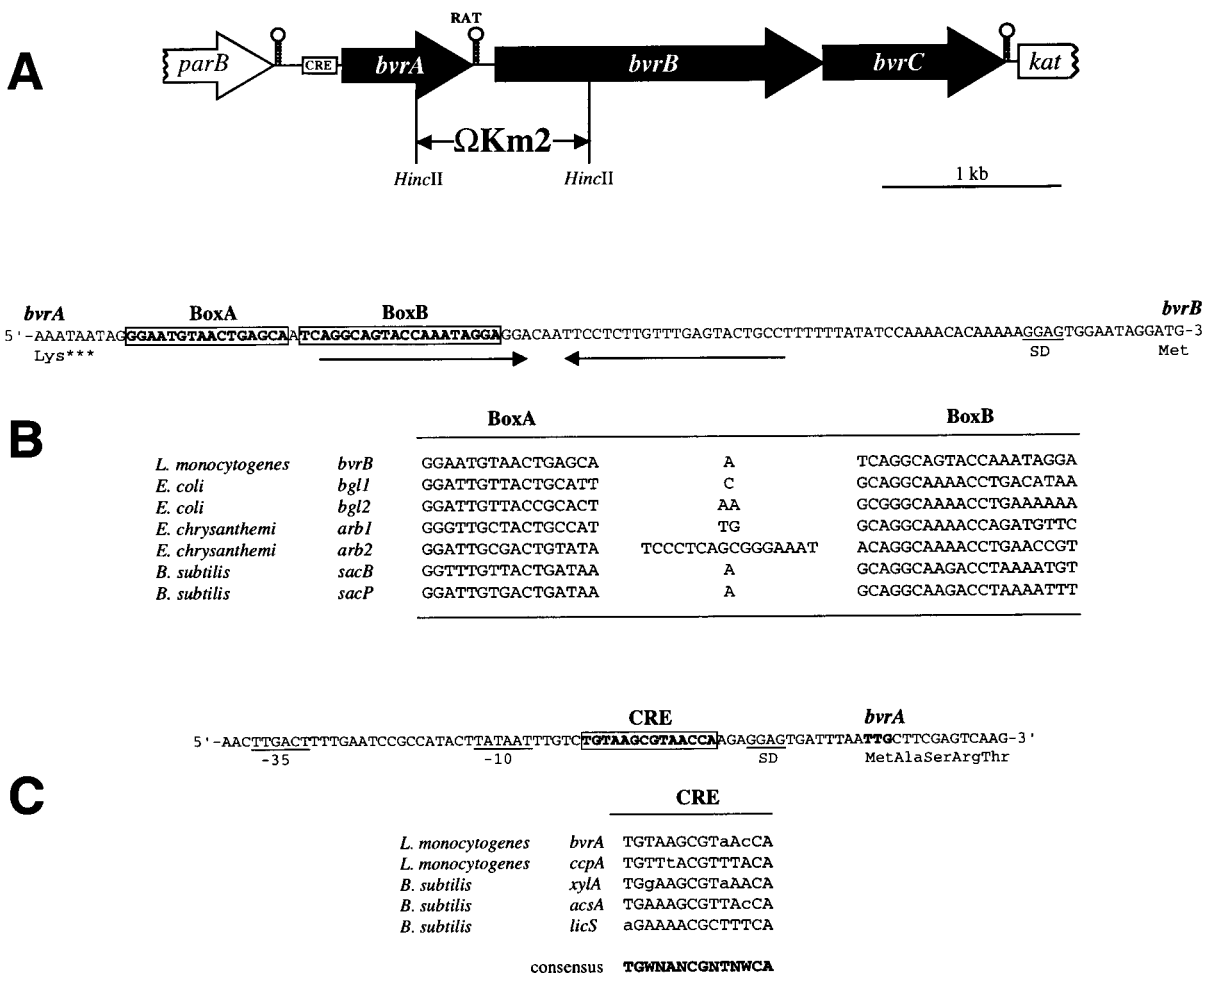 A
RAT
parB CRE bvrA bvrB bvrC kat
ΩKm2
HincII HincII
1 kb
bvrA BoxA BoxB bvrB
5'-AAATAATAGGGAATGTAACTGAGCAATCAGGCAGTACCAAATAGGAGGACAATTCCTCTTGTTTGAGTACTGCCTTTTTTTATATCCAAAACACAAAAAGGAGTGGAATAGGATG-3
Lys*** SD Met
B
BoxA BoxB
L. monocytogenes bvrB GGAATGTAACTGAGCA A TCAGGCAGTACCAAATAGGA
E. coli bgl1 GGATTGTTACTGCATT C GCAGGCAAAACCTGACATAA
E. coli bgl2 GGATTGTTACCGCACT AA GCGGGCAAAACCTGAAAAAA
E. chrysanthemi arb1 GGGTTGCTACTGCCAT TG GCAGGCAAAACCAGATGTTC
E. chrysanthemi arb2 GGATTGCGACTGTATA TCCCTCAGCGGGAAAT ACAGGCAAAACCTGAACCGT
B. subtilis sacB GGTTTGTTACTGATAA A GCAGGCAAGACCTAAAATGT
B. subtilis sacP GGATTGTGACTGATAA A GCAGGCAAGACCTAAAATTT
CRE bvrA
5'-AACTTGACTTTTGAATCCGCCATACTTATAATTTGTCTGTAAGCGTAACCAAGAGGAGTGATTTAATTGCTTCGAGTCAAG-3'
-35 -10 SD MetAlaSerArgThr
C
CRE
L. monocytogenes bvrA TGTAAGCGTaAcCA
L. monocytogenes ccpA TGTTtACGTTTACA
B. subtilis xylA TGgAAGCGTaAACA
B. subtilis acsA TGAAAGCGTTAcCA
B. subtilis licS aGAAAACGCTTTCA
consensus TGWNANCGNTNWCA